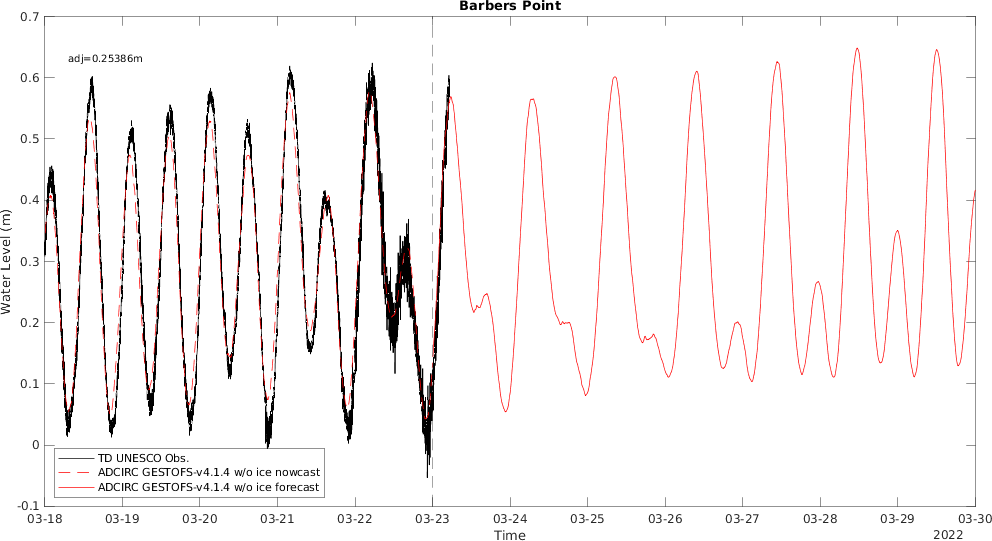 Barbers Point
adj=0.25386m
Water Level (m)
0.7
0.6
0.5
0.4
0.3
0.2
0.1
0
-0.1
TD UNESCO Obs.
ADCIRC GESTOFS-v4.1.4 w/o ice nowcast
ADCIRC GESTOFS-v4.1.4 w/o ice forecast
03-18 03-19 03-20 03-21 03-22 03-23 03-24 03-25 03-26 03-27 03-28 03-29 03-30
Time
2022